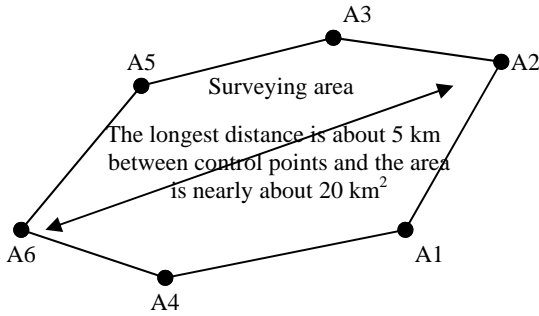 A3
A5
A2
Surveying area
The longest distance is about 5 km
between control points and the area
is nearly about 20 km²
A6
A1
A4